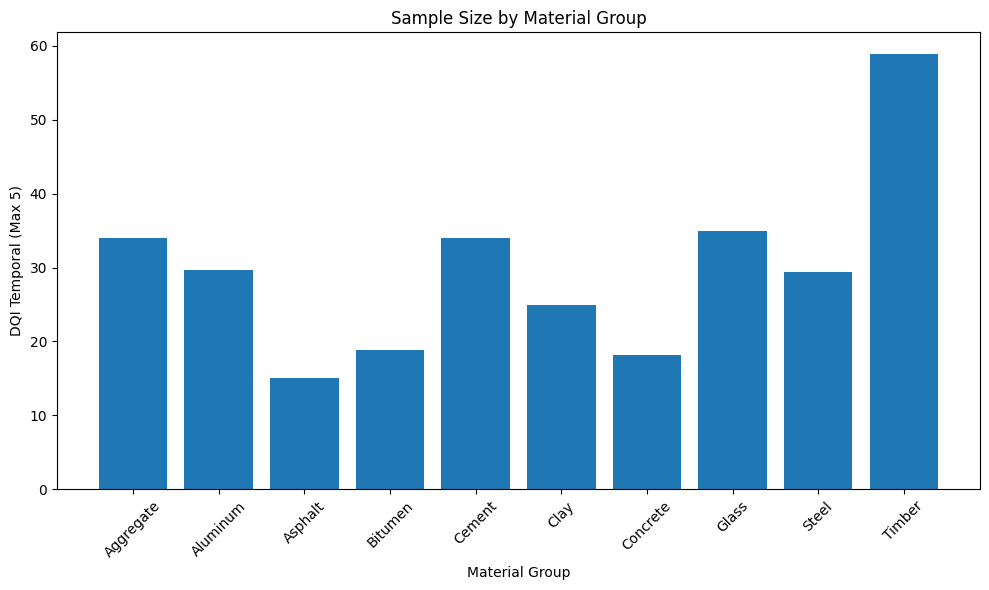 Sample Size by Material Group
DQI Temporal (Max 5)
60
50
40
30
20
10
0
Aggregate
Aluminum
Asphalt
Bitumen
Cement
Clay
Concrete
Glass
Steel
Timber
Material Group